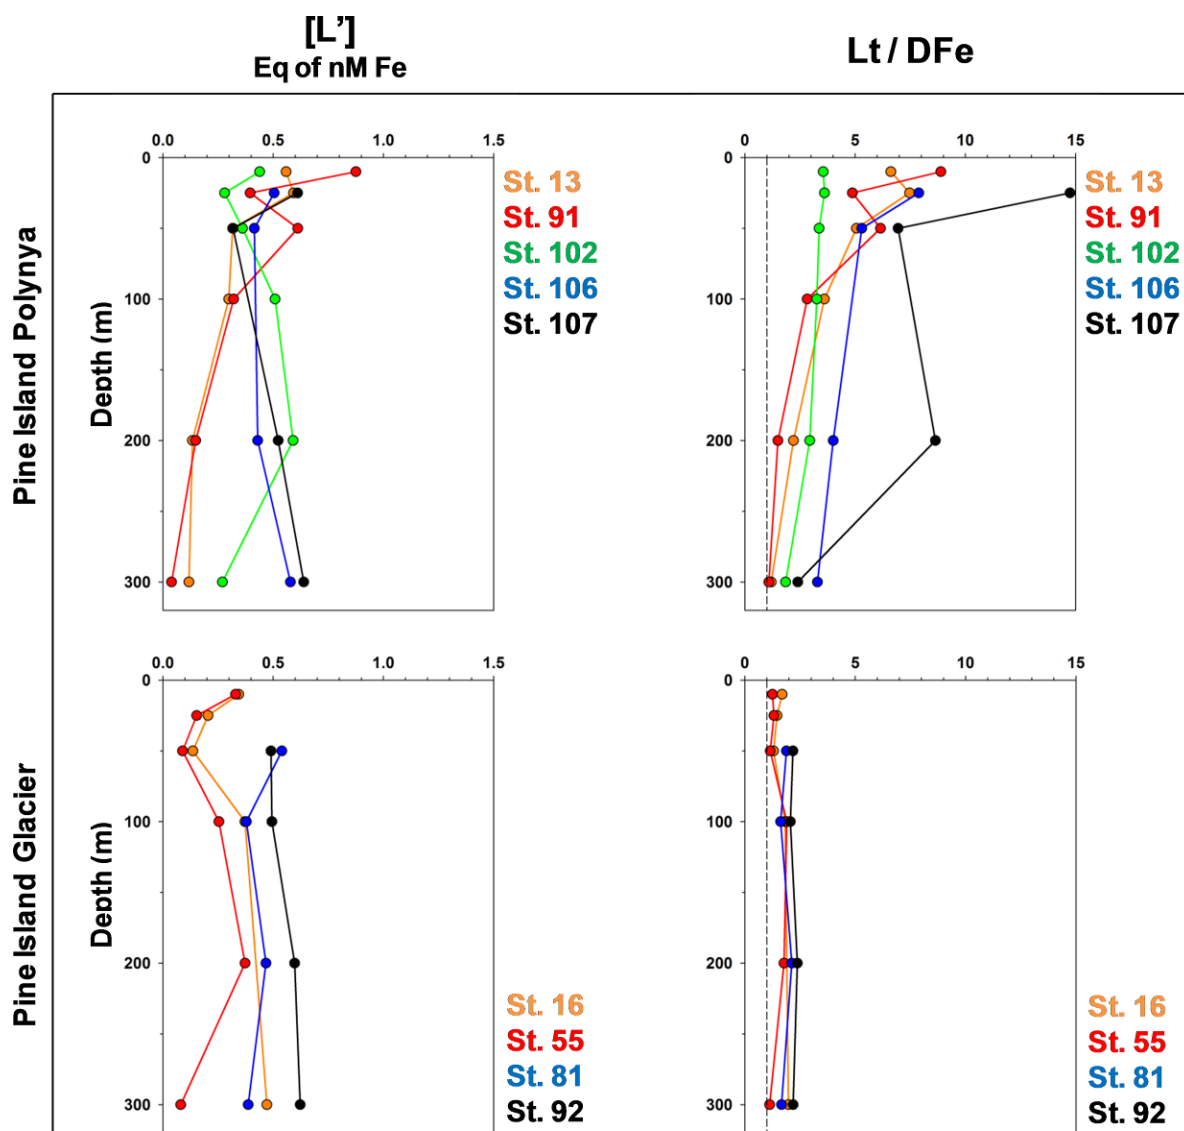 [L’]
Eq of nM Fe
Lt / DFe
Pine Island Polynya
0.0 0.5 1.0 1.5
0
100
200
300
Depth (m)
St. 13
St. 91
St. 102
St. 106
St. 107
0 5 10 15
0
100
200
300
St. 13
St. 91
St. 102
St. 106
St. 107
Pine Island Glacier
0.0 0.5 1.0 1.5
0
100
200
300
Depth (m)
St. 16
St. 55
St. 81
St. 92
0 5 10 15
0
100
200
300
St. 16
St. 55
St. 81
St. 92